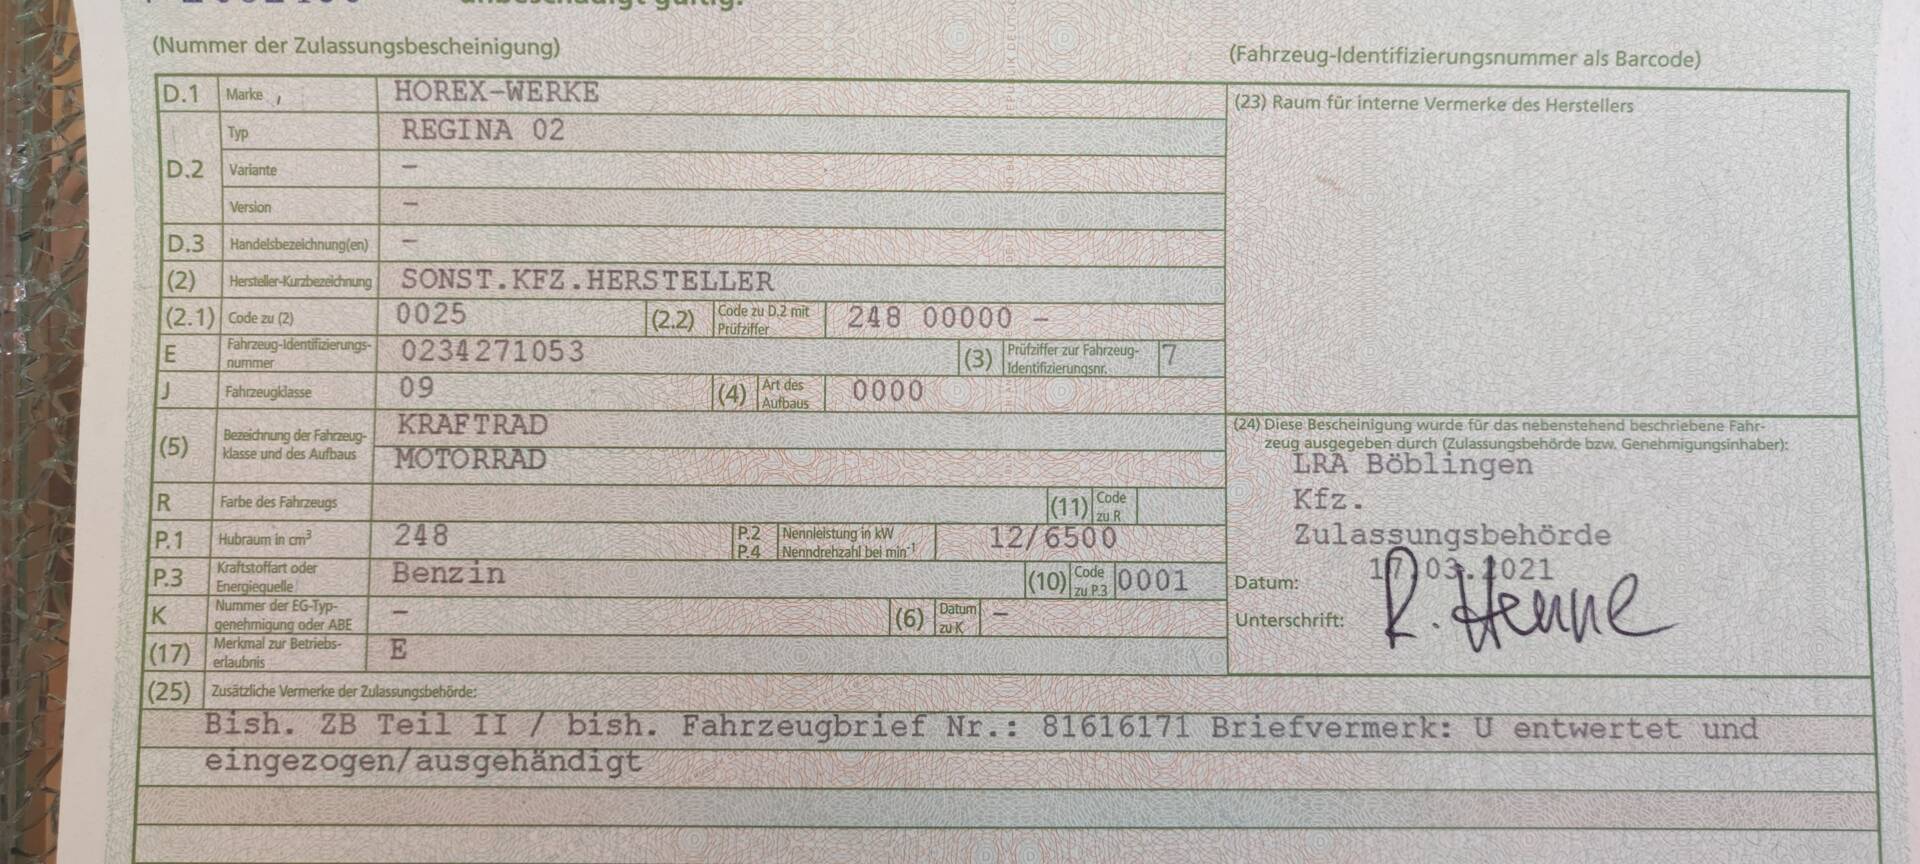 unbeschädigt gültig.
(Nummer der Zulassungsbescheinigung)
(Fahrzeug-Identifizierungsnummer als Barcode)
D.1 Marke HOREX-WERKE
D.2 Typ REGINA 02
Variante –
Version –
D.3 Handelsbezeichnung(en) –
(2) Hersteller-Kurzbezeichnung SONST.KFZ.HERSTELLER
(2.1) Code zu (2) 0025 (2.2) Code zu D.2 mit Prüfziffer 248 00000 –
E Fahrzeug-Identifizierungs-nummer 0234271053 (3) Prüfziffer zur Fahrzeug-Identifizierungsnr. 7
J Fahrzeugklasse 09 (4) Art des Aufbaus 0000
(5) Bezeichnung der Fahrzeug-klasse und des Aufbaus KRAFTRAD
MOTORRAD
R Farbe des Fahrzeugs (11) Code zu R
P.1 Hubraum in cm³ 248 P.2 P.4 Nennleistung in kW Nenndrehzahl bei min⁻¹ 12/6500
P.3 Kraftstoffart oder Energiequelle Benzin (10) Code zu P.3 0001
K Nummer der EG-Typ-genehmigung oder ABE – (6) Datum zu K –
(17) Merkmal zur Betriebs-erlaubnis E
(23) Raum für interne Vermerke des Herstellers
(24) Diese Bescheinigung wurde für das nebenstehend beschriebene Fahr-
zeug ausgegeben durch (Zulassungsbehörde bzw. Genehmigungsinhaber):
LRA Böblingen
Kfz.
Zulassungsbehörde
Datum: 17.03.2021
Unterschrift: R. Henne
(25) Zusätzliche Vermerke der Zulassungsbehörde:
Bish. ZB Teil II / bish. Fahrzeugbrief Nr.: 81616171 Briefvermerk: U entwertet und
eingezogen/ausgehändigt